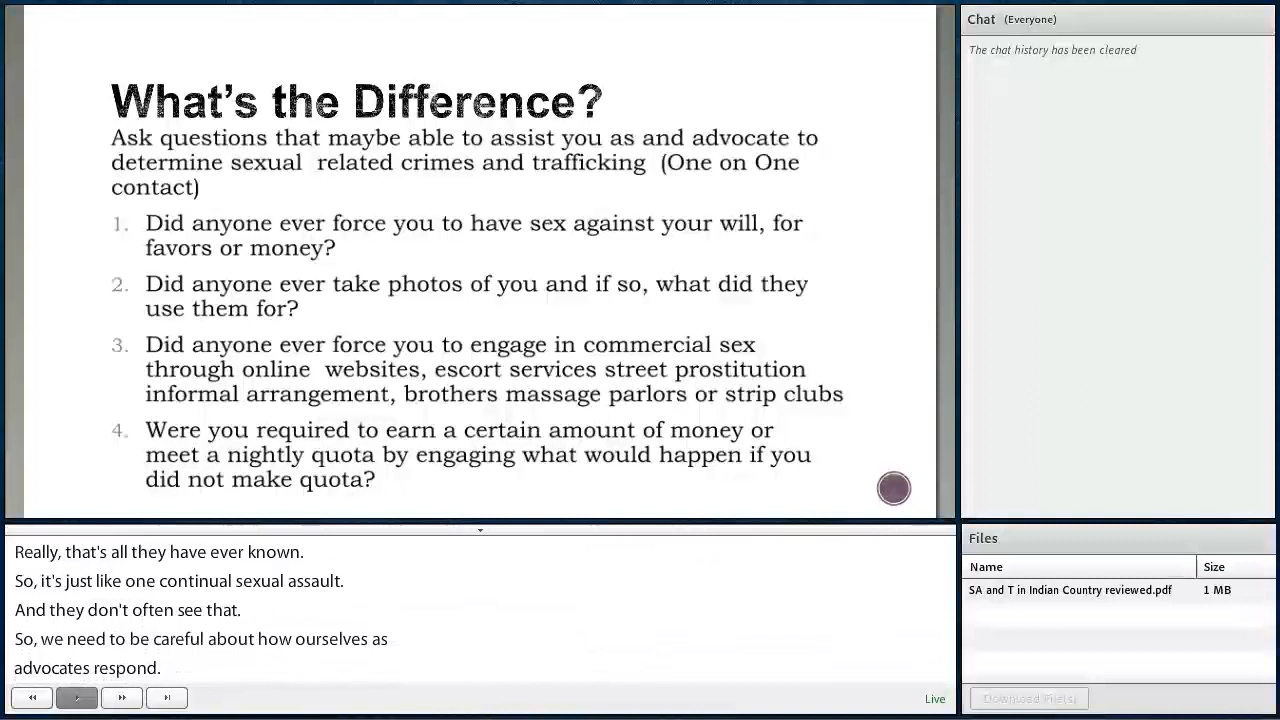 What's the Difference?
Ask questions that maybe able to assist you as and advocate to
determine sexual  related crimes and trafficking  (One on One
contact)
1. Did anyone ever force you to have sex against your will, for
favors or money?
2. Did anyone ever take photos of you and if so, what did they
use them for?
3. Did anyone ever force you to engage in commercial sex
through online  websites, escort services street prostitution
informal arrangement, brothers massage parlors or strip clubs
4. Were you required to earn a certain amount of money or
meet a nightly quota by engaging what would happen if you
did not make quota?
Really, that's all they have ever known.
So, it's just like one continual sexual assault.
And they don't often see that.
So, we need to be careful about how ourselves as
advocates respond.
Live
Chat (Everyone)
The chat history has been cleared
Files
Name Size
SA and T in Indian Country reviewed.pdf 1 MB
Download File(s)